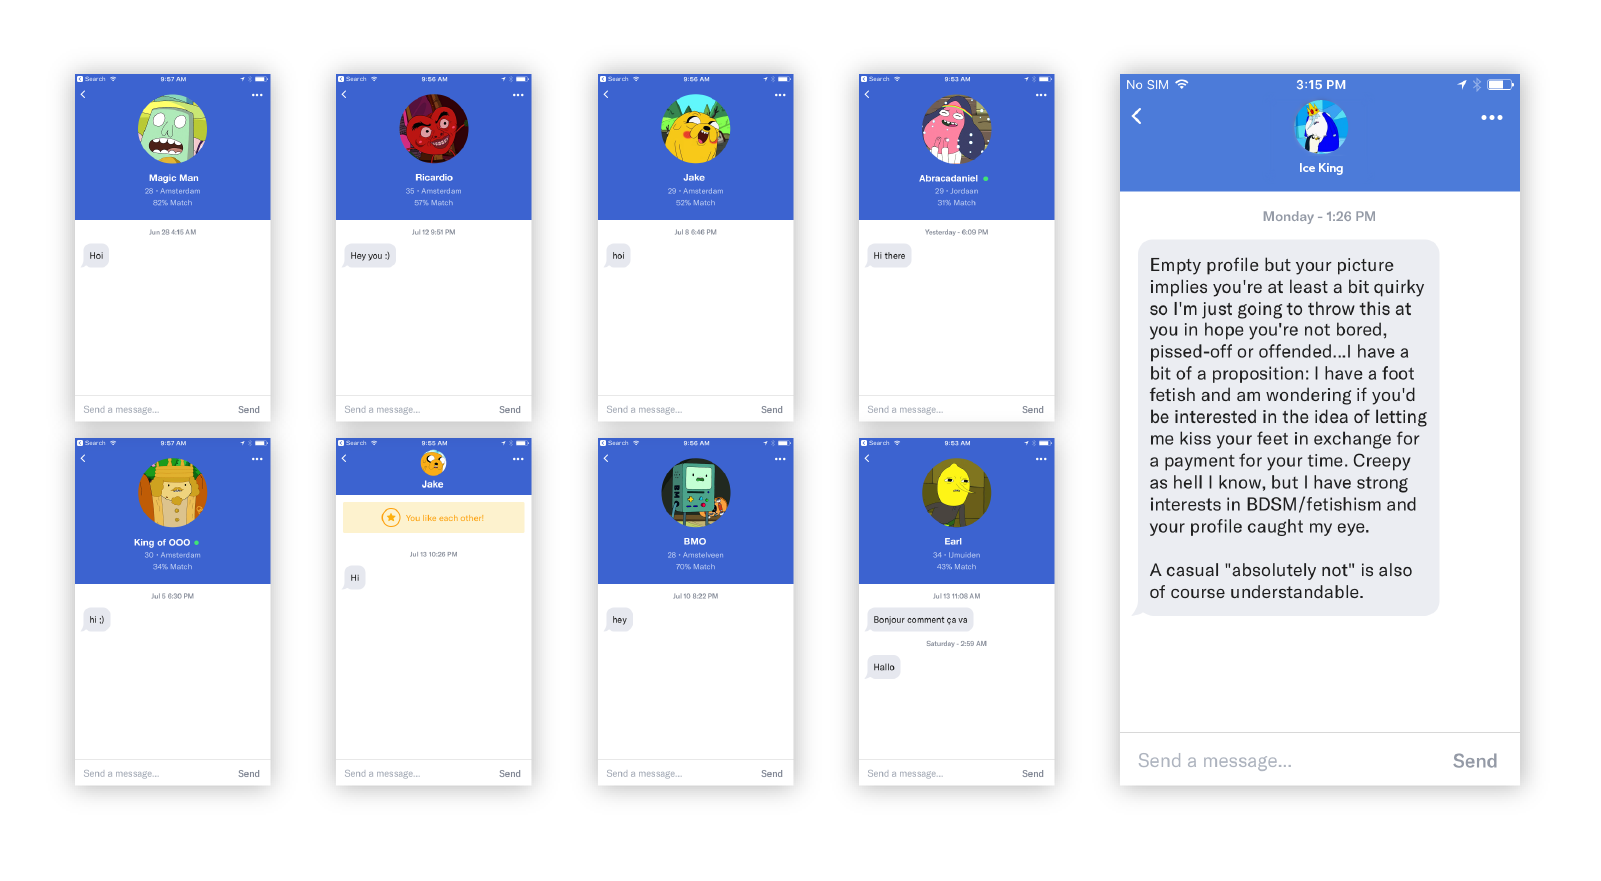 Search
9:57 AM
Magic Man
28 • Amsterdam
82% Match
Jun 28 4:15 AM
Hoi
Send a message...
Send
Search
9:56 AM
Ricardio
35 • Amsterdam
57% Match
Jul 12 9:51 PM
Hey you :)
Send a message...
Send
Search
9:56 AM
Jake
29 • Amsterdam
52% Match
Jul 8 6:46 PM
hoi
Send a message...
Send
Search
9:53 AM
Abracadaniel
29 • Jordaan
31% Match
Yesterday - 6:09 PM
Hi there
Send a message...
Send
Search
9:57 AM
King of OOO
30 • Amsterdam
34% Match
Jul 5 6:30 PM
hi ;)
Send a message...
Send
Search
9:55 AM
Jake
You like each other!
Jul 13 10:26 PM
Hi
Send a message...
Send
Search
9:56 AM
BMO
28 • Amstelveen
70% Match
Jul 10 8:22 PM
hey
Send a message...
Send
Search
9:53 AM
Earl
34 • IJmuiden
43% Match
Jul 13 11:08 AM
Bonjour comment ça va
Saturday - 2:59 AM
Hallo
Send a message...
Send
No SIM
3:15 PM
Ice King
Monday - 1:26 PM
Empty profile but your picture
implies you're at least a bit quirky
so I'm just going to throw this at
you in hope you're not bored,
pissed-off or offended...I have a
bit of a proposition: I have a foot
fetish and am wondering if you'd
be interested in the idea of letting
me kiss your feet in exchange for
a payment for your time. Creepy
as hell I know, but I have strong
interests in BDSM/fetishism and
your profile caught my eye.
A casual "absolutely not" is also
of course understandable.
Send a message...
Send